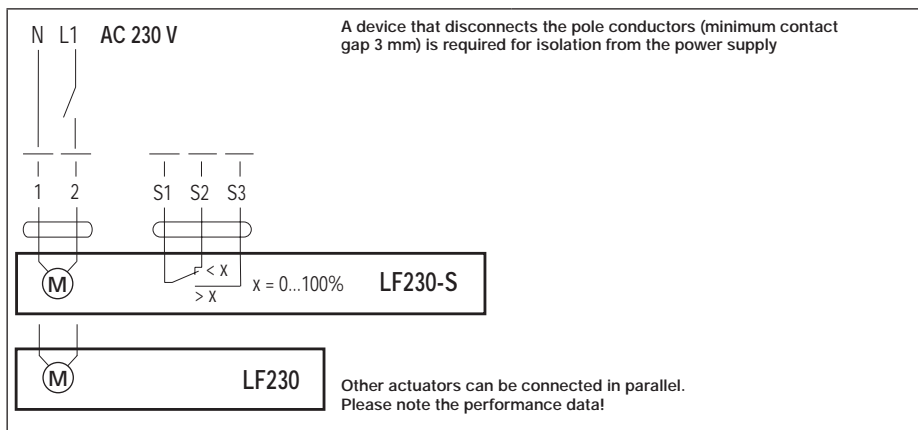 N L1 AC 230 V
A device that disconnects the pole conductors (minimum contact
gap 3 mm) is required for isolation from the power supply
1 2 S1 S2 S3
M < x
> x x = 0...100% LF230-S
M LF230
Other actuators can be connected in parallel.
Please note the performance data!